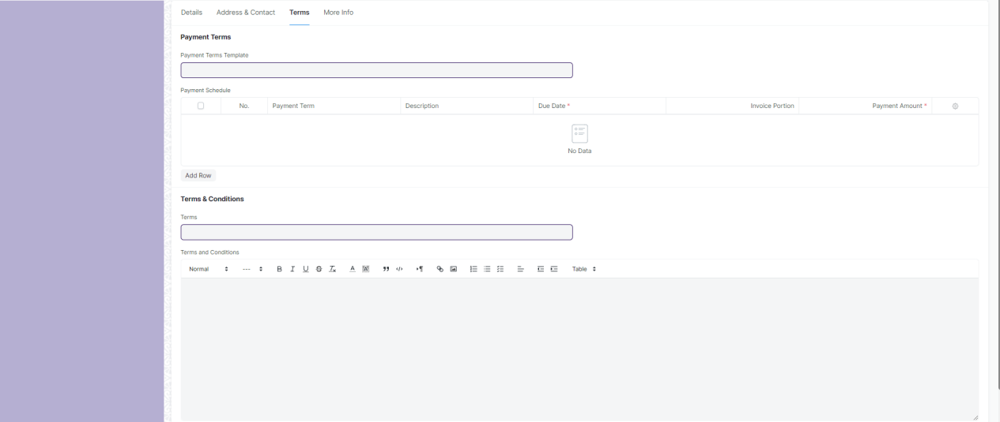 Details Address & Contact Terms More Info
Payment Terms
Payment Terms Template
Payment Schedule
No. Payment Term Description Due Date * Invoice Portion Payment Amount *
No Data
Add Row
Terms & Conditions
Terms
Terms and Conditions
Normal --- B I U S Tx A A Table